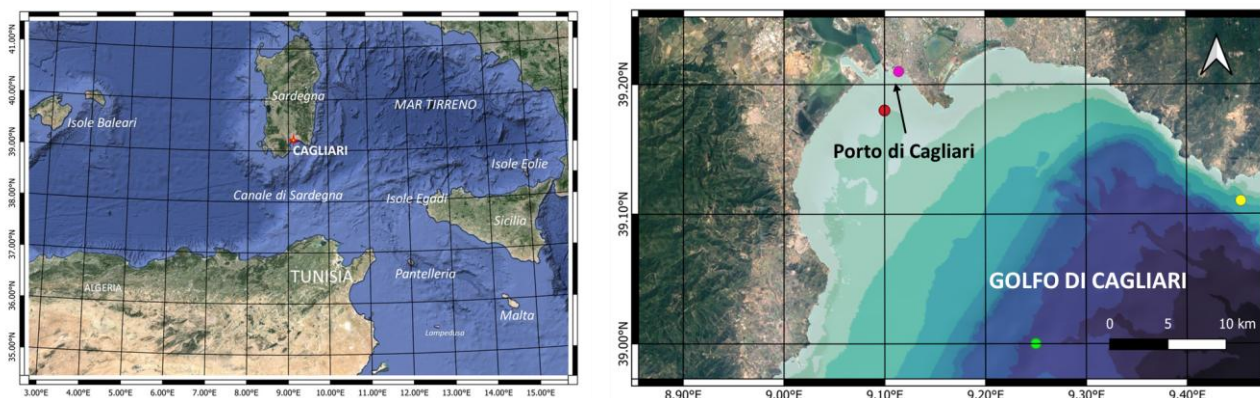 41.00°N
40.00°N
39.00°N
38.00°N
37.00°N
36.00°N
35.00°N
Sardegna
MAR TIRRENO
Isole Baleari
CAGLIARI
Isole Eolie
Canale di Sardegna
Isole Egadi
Sicilia
TUNISIA
Pantelleria
ALGERIA
Malta
Lampedusa
3.00°E 4.00°E 5.00°E 6.00°E 7.00°E 8.00°E 9.00°E 10.00°E 11.00°E 12.00°E 13.00°E 14.00°E 15.00°E
39.20°N
39.10°N
39.00°N
Porto di Cagliari
GOLFO DI CAGLIARI
0 5 10 km
8.90°E 9.00°E 9.10°E 9.20°E 9.30°E 9.40°E